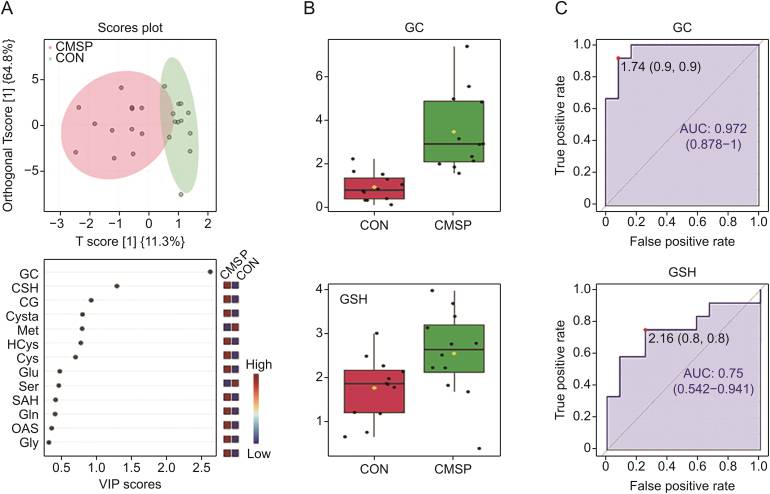 A
Scores plot
CMSP
CON
Orthogonal Tscore [1] {64.8%}
5
0
−5
−3 −2 −1 0 1 2
T score [1] {11.3%}
CMSP
CON
GC
CSH
CG
Cysta
Met
HCys
Cys
Glu
Ser
SAH
Gln
OAS
Gly
High
Low
0.5 1.0 1.5 2.0 2.5
VIP scores
B
GC
6
4
2
0
CON CMSP
GSH
4
3
2
1
CON CMSP
C
GC
True positive rate
1.0
0.8
0.6
0.4
0.2
0
1.74 (0.9, 0.9)
AUC: 0.972
(0.878−1)
0 0.2 0.4 0.6 0.8 1.0
False positive rate
GSH
True positive rate
1.0
0.8
0.6
0.4
0.2
0
2.16 (0.8, 0.8)
AUC: 0.75
(0.542−0.941)
0 0.2 0.4 0.6 0.8 1.0
False positive rate